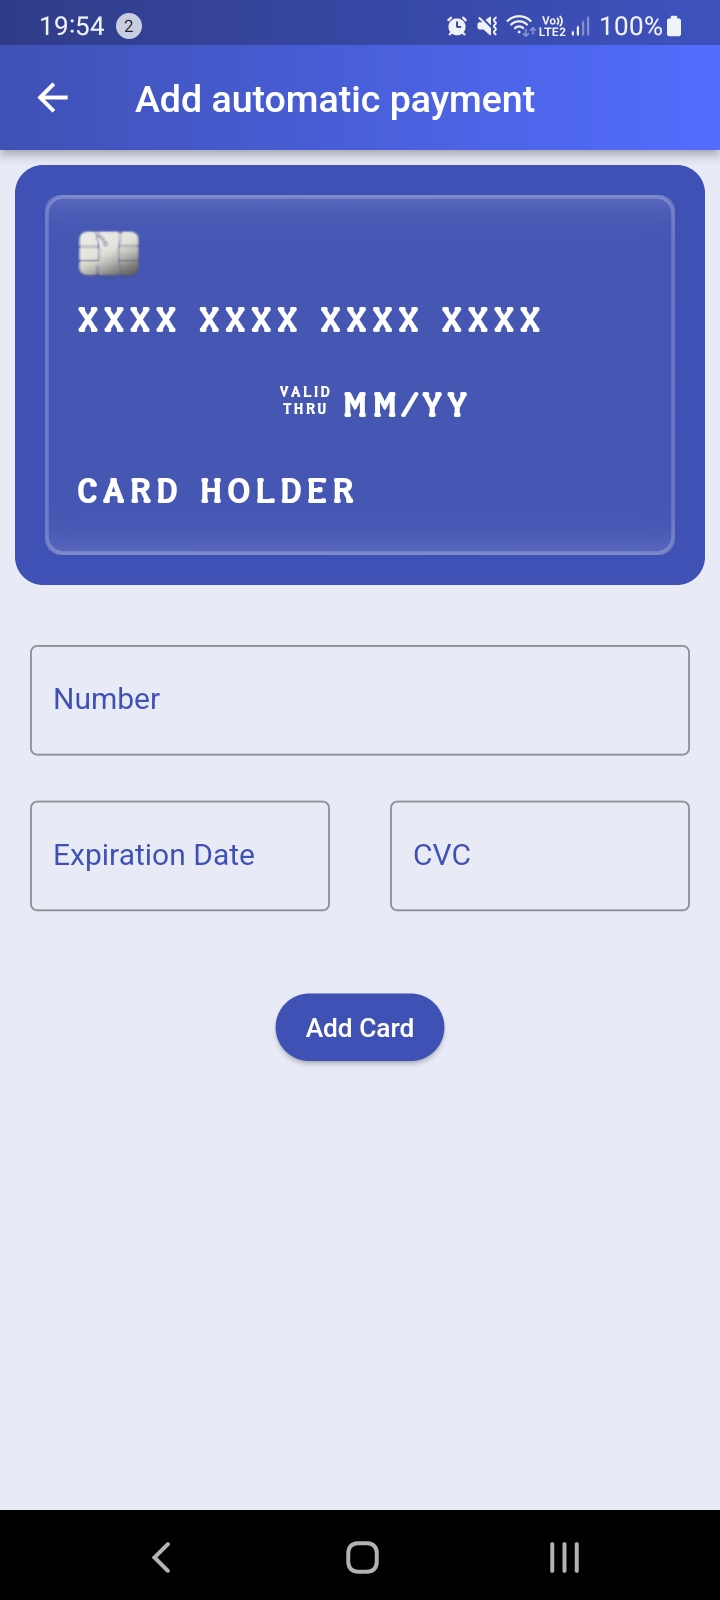 19:54 2 Vo)) LTE2 100%
Add automatic payment
XXXX XXXX XXXX XXXX
VALID THRU MM/YY
CARD HOLDER
Number
Expiration Date CVC
Add Card